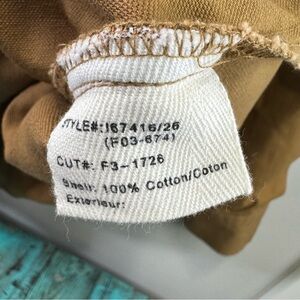 STYLE#: I67416/26
(F03-674)
CUT#: F3-1726
Shell: 100% Cotton/Coton
Exterieur: